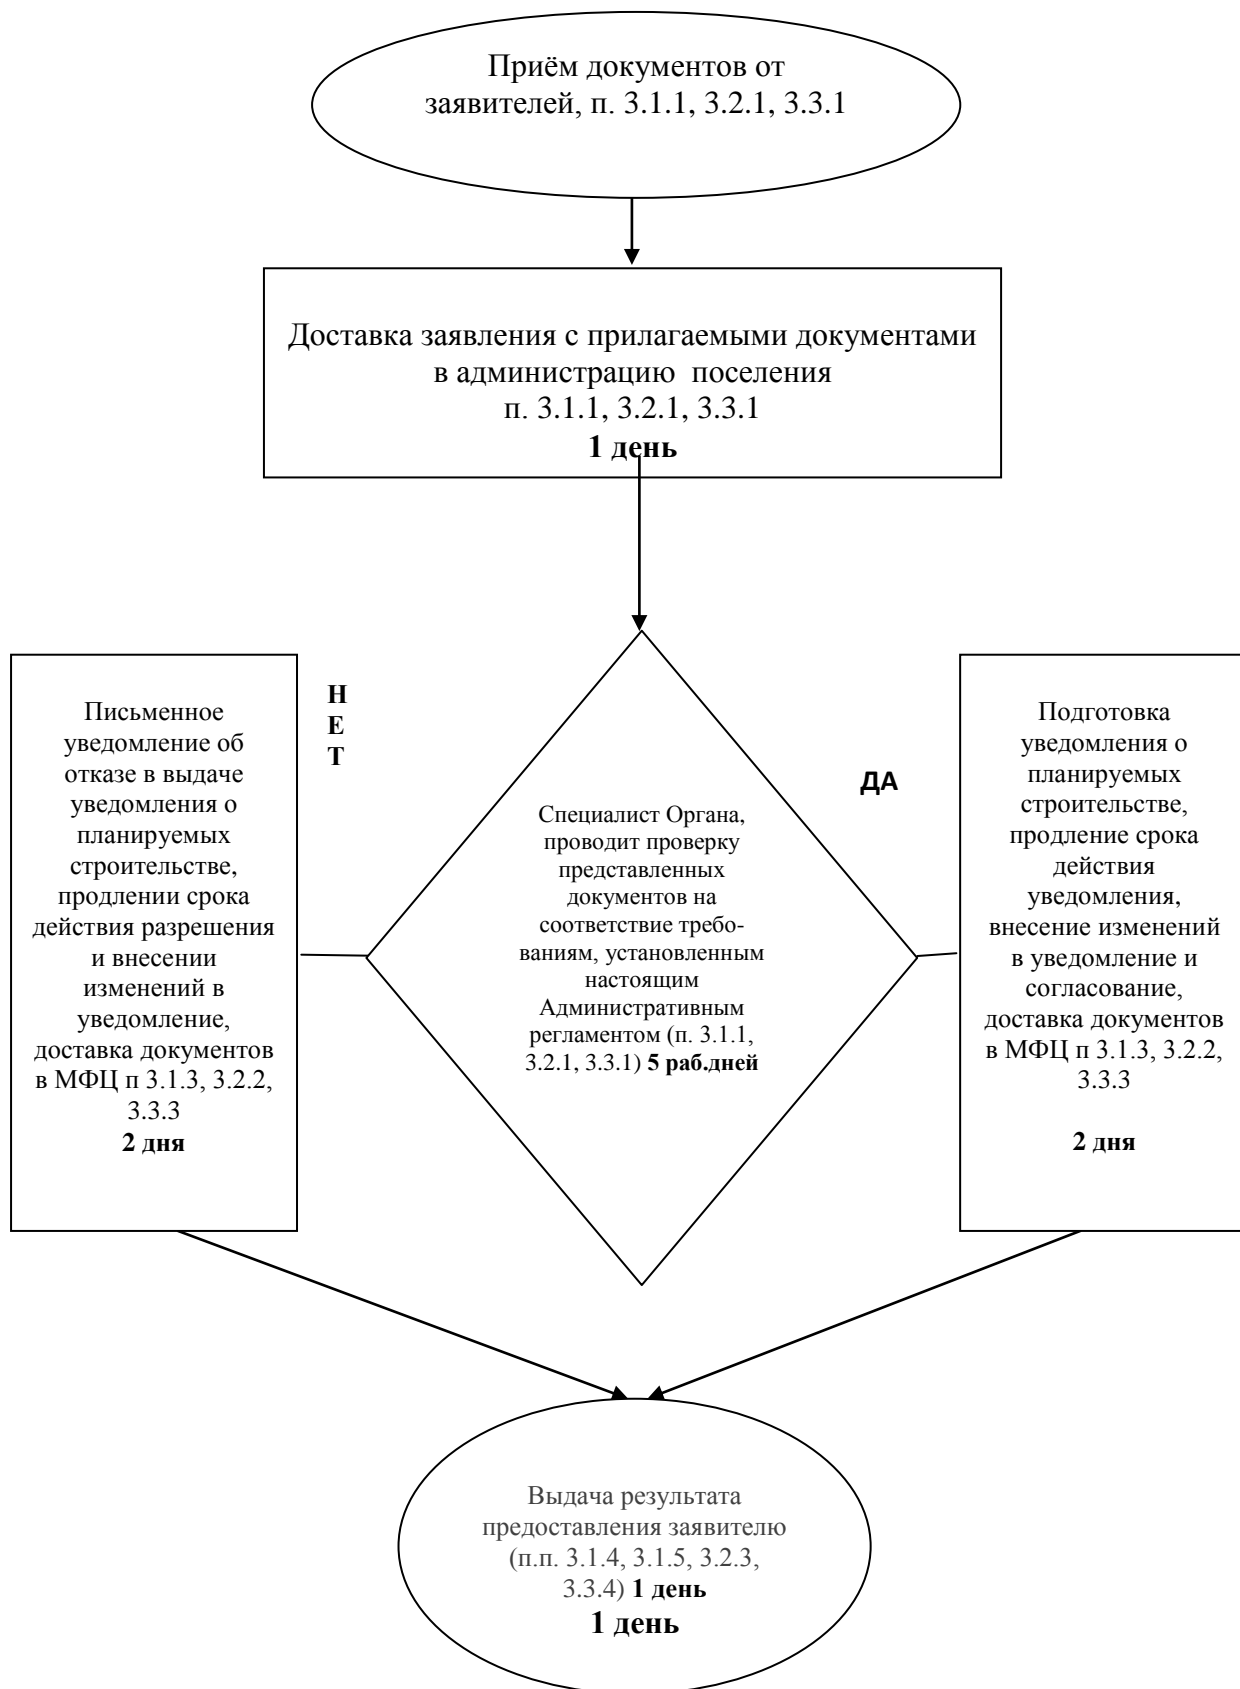 Приём документов от
заявителей, п. 3.1.1, 3.2.1, 3.3.1
Доставка заявления с прилагаемыми документами
в администрацию поселения
п. 3.1.1, 3.2.1, 3.3.1
1 день
Письменное
уведомление об
отказе в выдаче
уведомления о
планируемых
строительстве,
продлении срока
действия разрешения
и внесении
изменений в
уведомление,
доставка документов
в МФЦ п 3.1.3, 3.2.2,
3.3.3
2 дня
Н
Е
Т
Специалист Органа,
проводит проверку
представленных
документов на
соответствие требо-
ваниям, установленным
настоящим
Административным
регламентом (п. 3.1.1,
3.2.1, 3.3.1) 5 раб.дней
ДА
Подготовка
уведомления о
планируемых
строительстве,
продление срока
действия
уведомления,
внесение изменений
в уведомление и
согласование,
доставка документов
в МФЦ п 3.1.3, 3.2.2,
3.3.3
2 дня
Выдача результата
предоставления заявителю
(п.п. 3.1.4, 3.1.5, 3.2.3,
3.3.4) 1 день
1 день